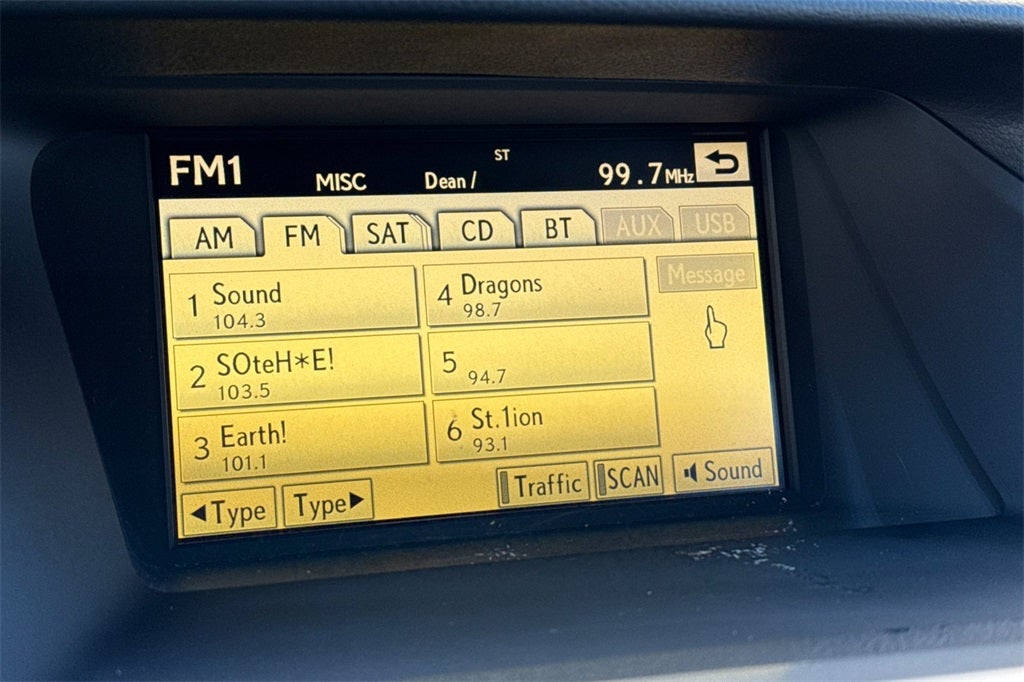 ST
FM1 MISC Dean / 99.7MHz
AM FM SAT CD BT AUX USB
1 Sound
104.3
4 Dragons
98.7
Message
2 SOteH*E!
103.5
5
94.7
3 Earth!
101.1
6 St.1ion
93.1
◀Type Type▶ Traffic SCAN Sound